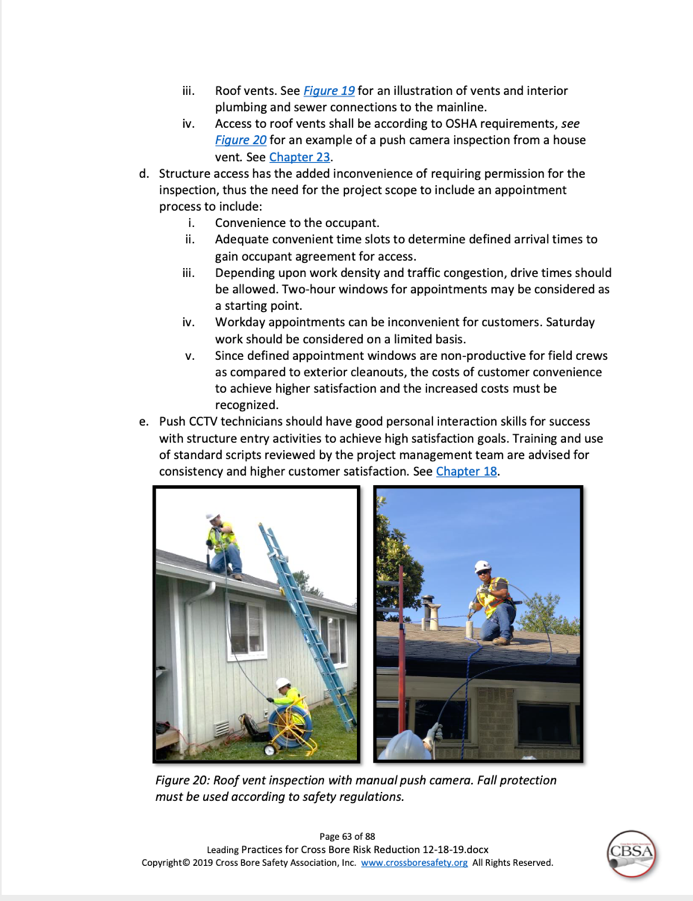 iii. Roof vents. See Figure 19 for an illustration of vents and interior
plumbing and sewer connections to the mainline.
iv. Access to roof vents shall be according to OSHA requirements, see
Figure 20 for an example of a push camera inspection from a house
vent. See Chapter 23.
d. Structure access has the added inconvenience of requiring permission for the
inspection, thus the need for the project scope to include an appointment
process to include:
i. Convenience to the occupant.
ii. Adequate convenient time slots to determine defined arrival times to
gain occupant agreement for access.
iii. Depending upon work density and traffic congestion, drive times should
be allowed. Two-hour windows for appointments may be considered as
a starting point.
iv. Workday appointments can be inconvenient for customers. Saturday
work should be considered on a limited basis.
v. Since defined appointment windows are non-productive for field crews
as compared to exterior cleanouts, the costs of customer convenience
to achieve higher satisfaction and the increased costs must be
recognized.
e. Push CCTV technicians should have good personal interaction skills for success
with structure entry activities to achieve high satisfaction goals. Training and use
of standard scripts reviewed by the project management team are advised for
consistency and higher customer satisfaction. See Chapter 18.
Figure 20: Roof vent inspection with manual push camera. Fall protection
must be used according to safety regulations.
Page 63 of 88
Leading Practices for Cross Bore Risk Reduction 12-18-19.docx
Copyright© 2019 Cross Bore Safety Association, Inc. www.crossboresafety.org All Rights Reserved.
CBSA